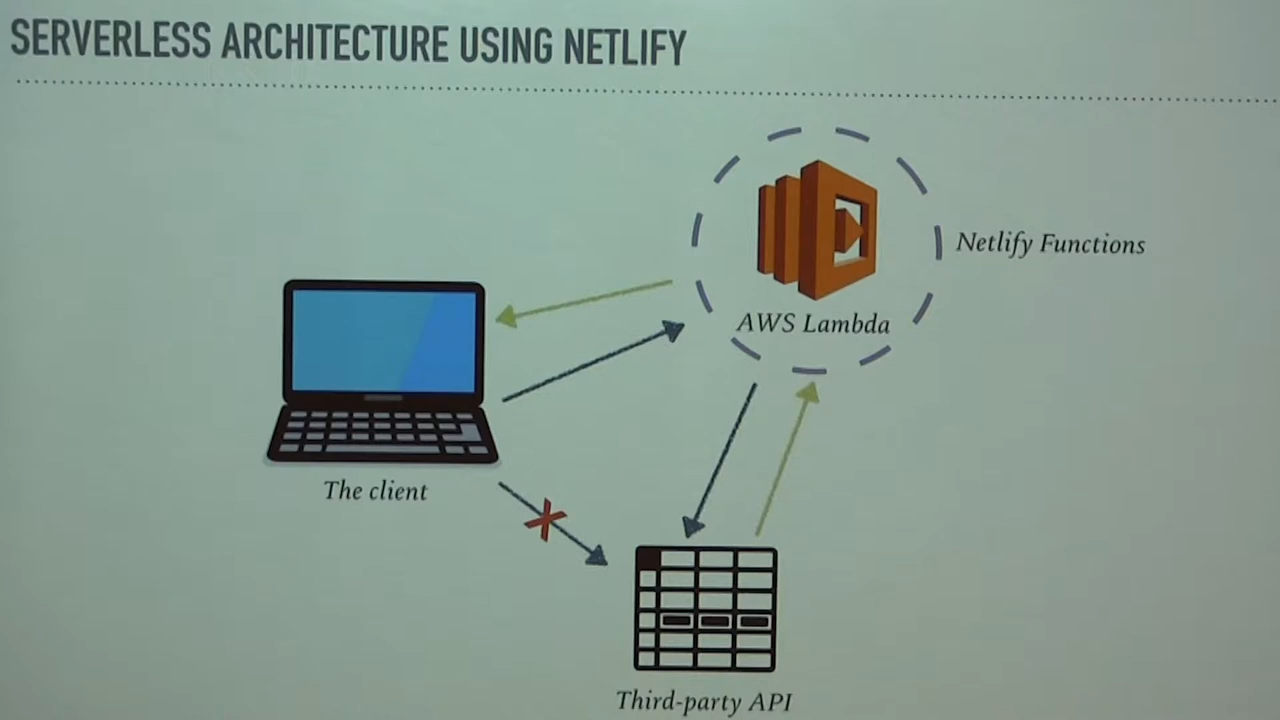 SERVERLESS ARCHITECTURE USING NETLIFY
Netlify Functions
AWS Lambda
The client
Third-party API